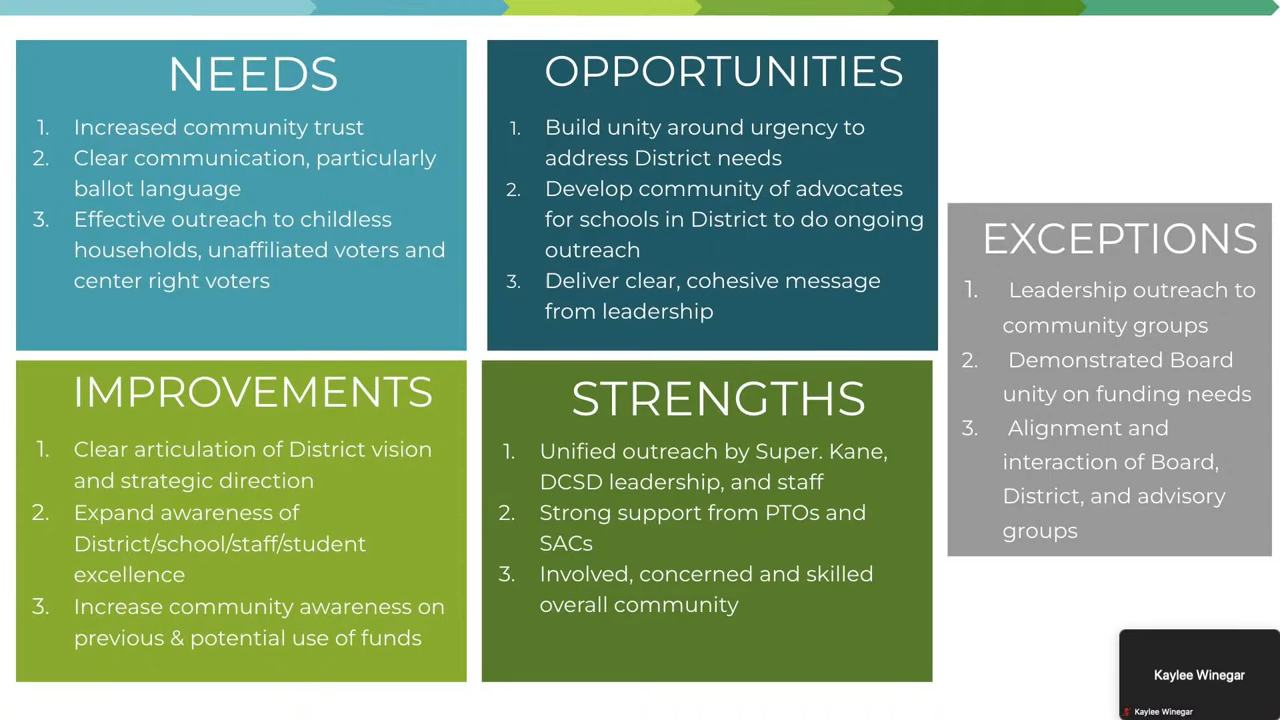 NEEDS
1. Increased community trust
2. Clear communication, particularly
ballot language
3. Effective outreach to childless
households, unaffiliated voters and
center right voters
OPPORTUNITIES
1. Build unity around urgency to
address District needs
2. Develop community of advocates
for schools in District to do ongoing
outreach
3. Deliver clear, cohesive message
from leadership
IMPROVEMENTS
1. Clear articulation of District vision
and strategic direction
2. Expand awareness of
District/school/staff/student
excellence
3. Increase community awareness on
previous & potential use of funds
STRENGTHS
1. Unified outreach by Super. Kane,
DCSD leadership, and staff
2. Strong support from PTOs and
SACs
3. Involved, concerned and skilled
overall community
EXCEPTIONS
1. Leadership outreach to
community groups
2. Demonstrated Board
unity on funding needs
3. Alignment and
interaction of Board,
District, and advisory
groups
Kaylee Winegar
Kaylee Winegar